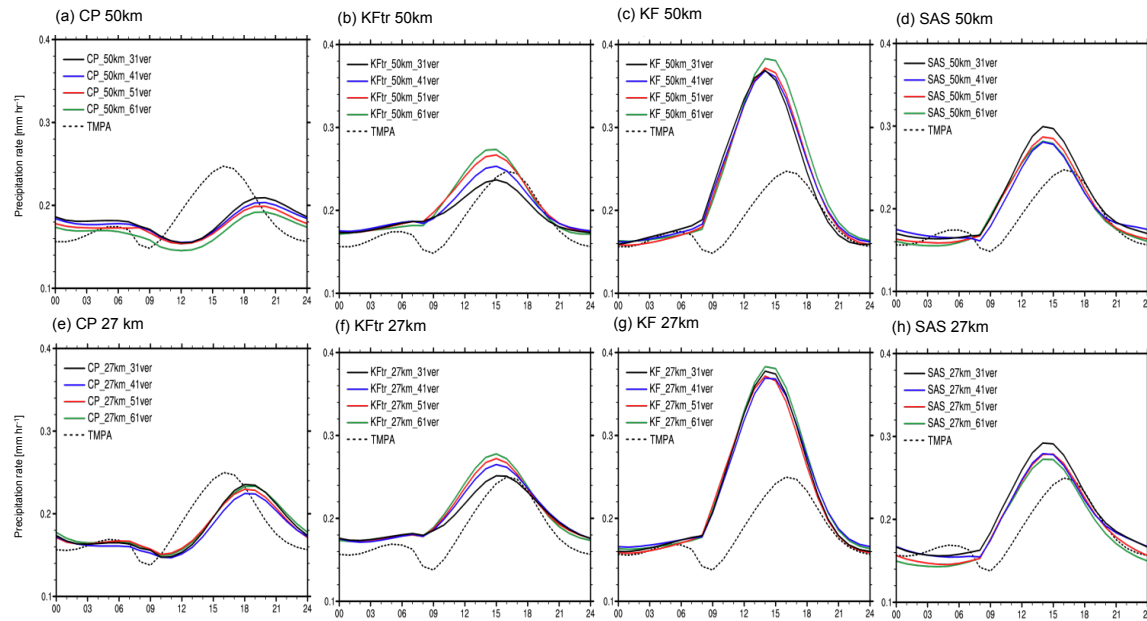 (a) CP 50km
0.4
CP_50km_31ver
CP_50km_41ver
CP_50km_51ver
CP_50km_61ver
TMPA
0.3
0.2
0.1
Precipitation rate [mm hr⁻¹]
00 03 06 09 12 15 18 21 24
(b) KFtr 50km
0.4
KFtr_50km_31ver
KFtr_50km_41ver
KFtr_50km_51ver
KFtr_50km_61ver
TMPA
0.3
0.2
0.1
00 03 06 09 12 15 18 21 24
(c) KF 50km
0.4
KF_50km_31ver
KF_50km_41ver
KF_50km_51ver
KF_50km_61ver
TMPA
0.3
0.2
0.1
00 03 06 09 12 15 18 21 24
(d) SAS 50km
0.4
SAS_50km_31ver
SAS_50km_41ver
SAS_50km_51ver
SAS_50km_61ver
TMPA
0.3
0.2
0.1
00 03 06 09 12 15 18 21 24
(e) CP 27 km
0.4
CP_27km_31ver
CP_27km_41ver
CP_27km_51ver
CP_27km_61ver
TMPA
0.3
0.2
0.1
Precipitation rate [mm hr⁻¹]
00 03 06 09 12 15 18 21 24
(f) KFtr 27km
0.4
KFtr_27km_31ver
KFtr_27km_41ver
KFtr_27km_51ver
KFtr_27km_61ver
TMPA
0.3
0.2
0.1
00 03 06 09 12 15 18 21 24
(g) KF 27km
0.4
KF_27km_31ver
KF_27km_41ver
KF_27km_51ver
KF_27km_61ver
TMPA
0.3
0.2
0.1
00 03 06 09 12 15 18 21 24
(h) SAS 27km
0.4
SAS_27km_31ver
SAS_27km_41ver
SAS_27km_51ver
SAS_27km_61ver
TMPA
0.3
0.2
0.1
00 03 06 09 12 15 18 21 24